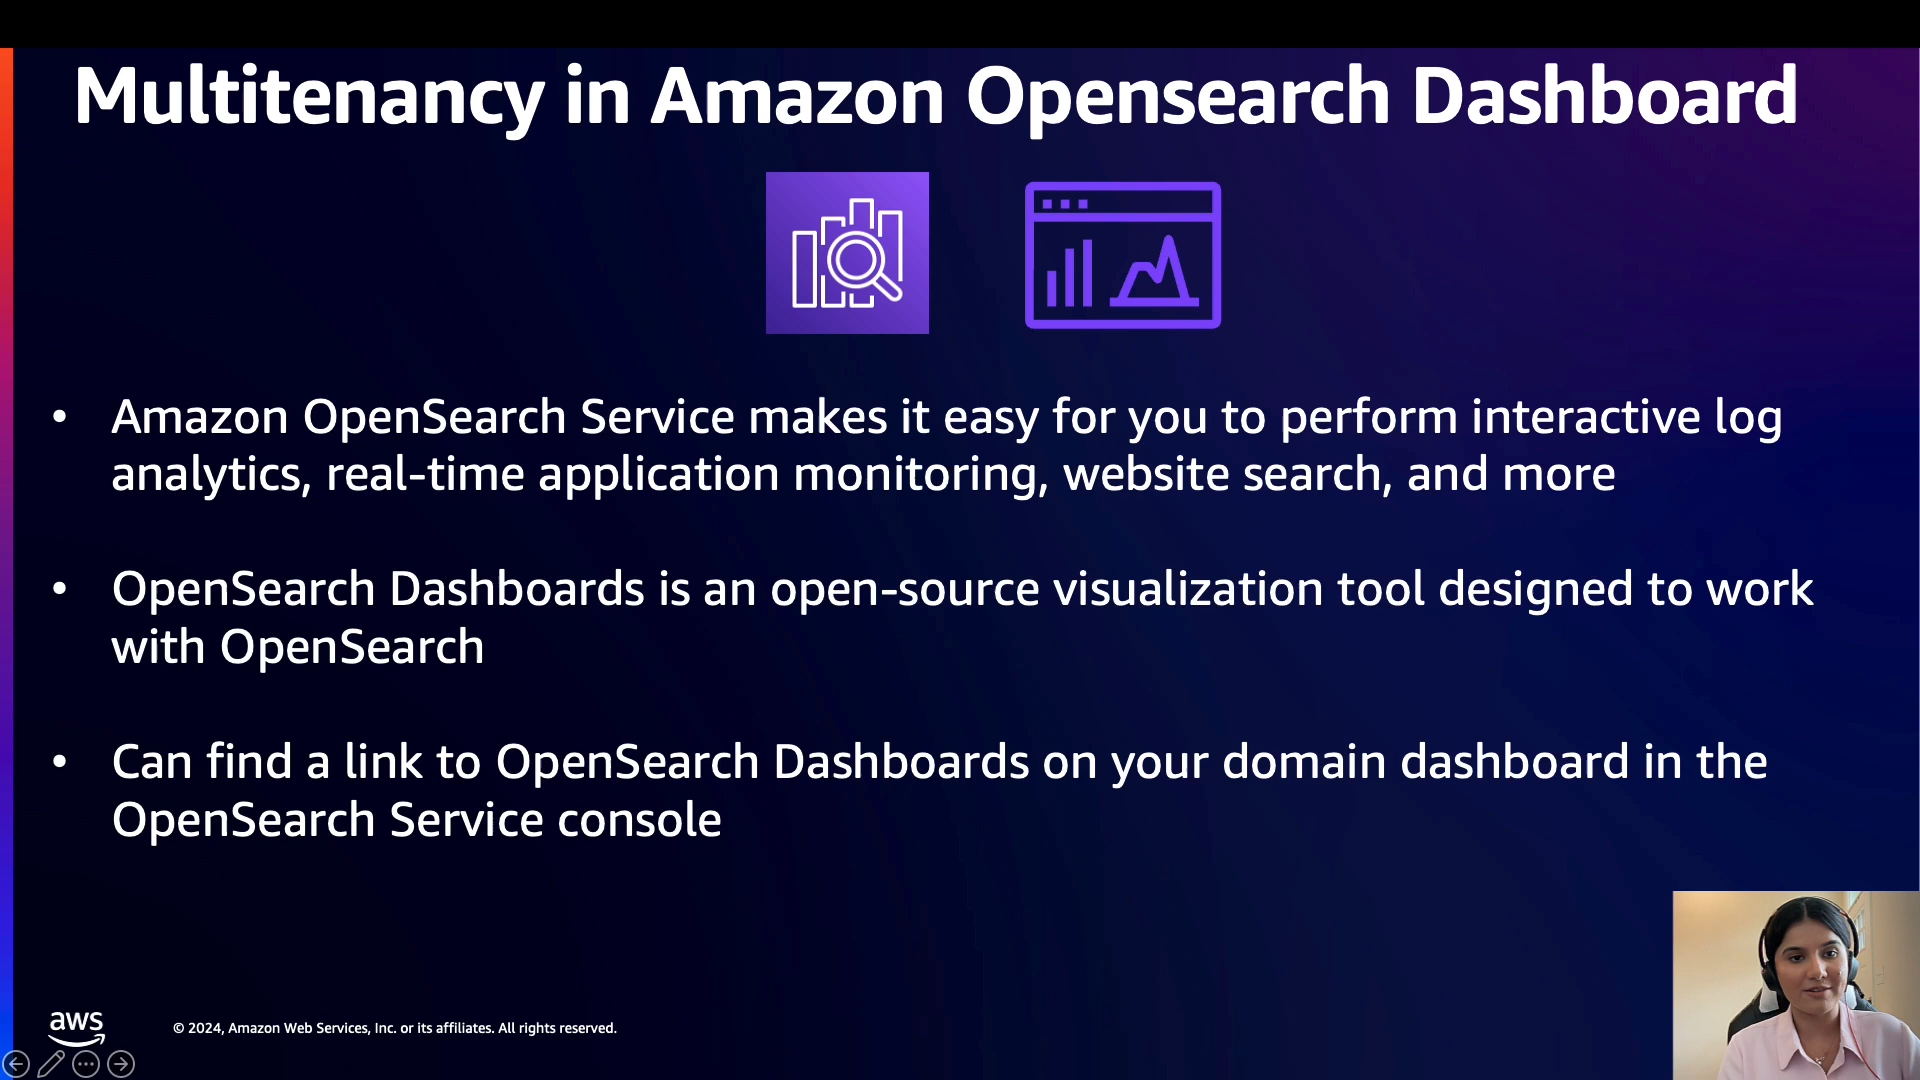 Multitenancy in Amazon Opensearch Dashboard
• Amazon OpenSearch Service makes it easy for you to perform interactive log
analytics, real-time application monitoring, website search, and more
• OpenSearch Dashboards is an open-source visualization tool designed to work
with OpenSearch
• Can find a link to OpenSearch Dashboards on your domain dashboard in the
OpenSearch Service console
aws
© 2024, Amazon Web Services, Inc. or its affiliates. All rights reserved.